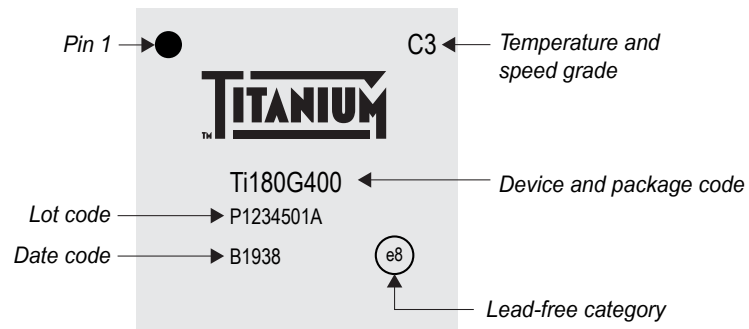 Pin 1
C3
Temperature and
speed grade
TITANIUM
TM
Ti180G400
Device and package code
Lot code
P1234501A
Date code
B1938
e8
Lead-free category